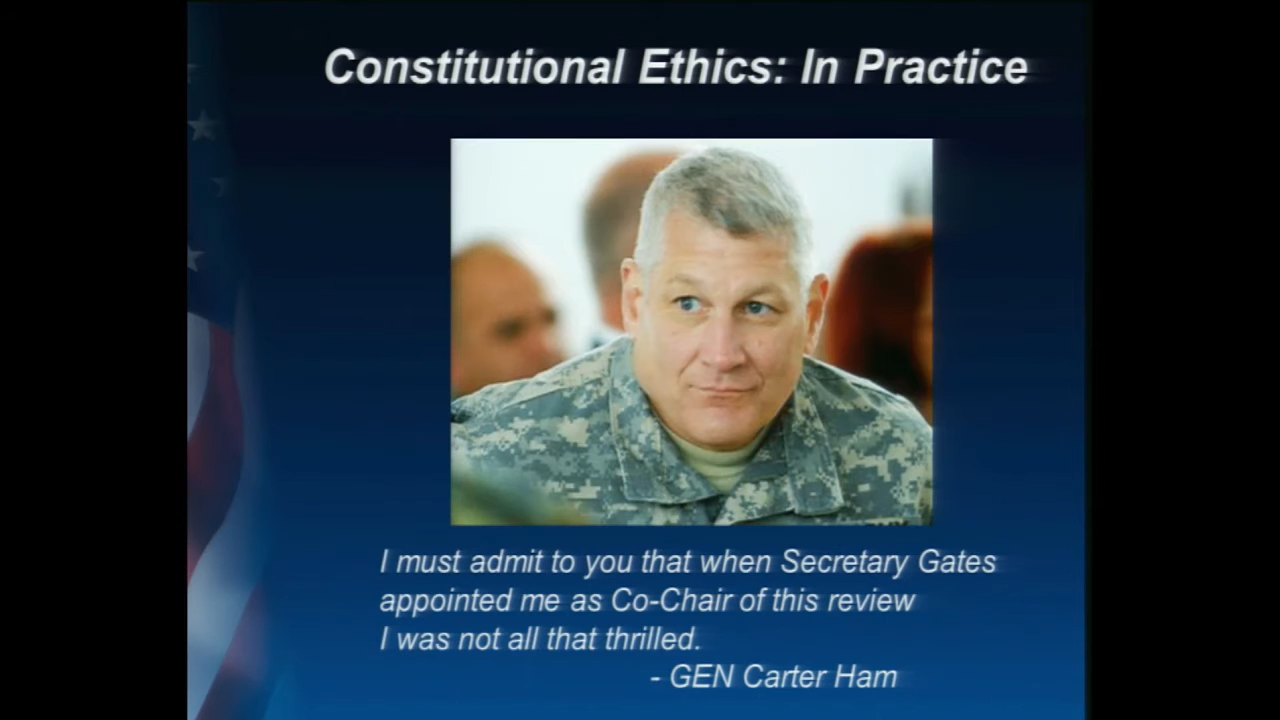 Constitutional Ethics: In Practice
I must admit to you that when Secretary Gates
appointed me as Co-Chair of this review
I was not all that thrilled.
- GEN Carter Ham